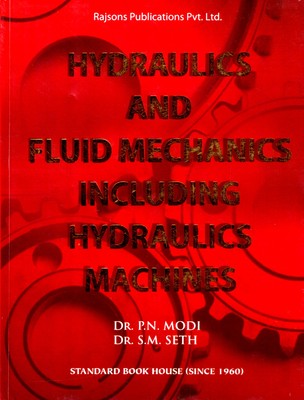 Rajsons Publications Pvt. Ltd.
HYDRAULICS
AND
FLUID MECHANICS
INCLUDING
HYDRAULICS
MACHINES
DR. P.N. MODI
DR. S.M. SETH
STANDARD BOOK HOUSE (SINCE 1960)